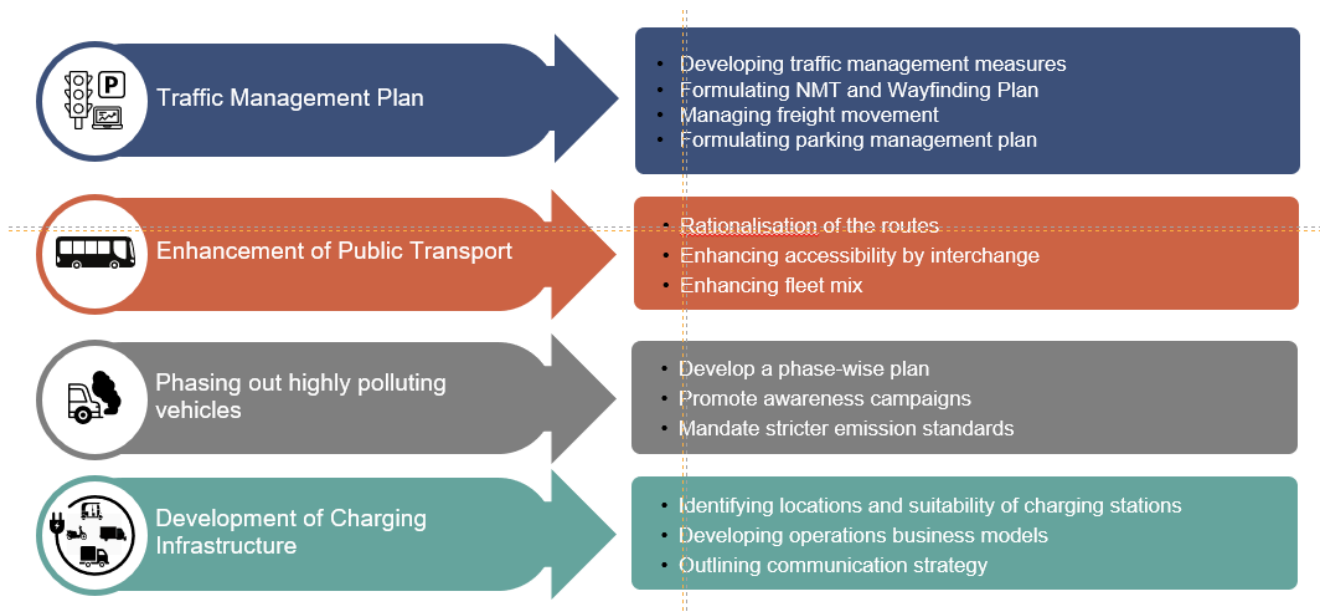 P
Traffic Management Plan
• Developing traffic management measures
• Formulating NMT and Wayfinding Plan
• Managing freight movement
• Formulating parking management plan
Enhancement of Public Transport
• Rationalisation of the routes
• Enhancing accessibility by interchange
• Enhancing fleet mix
Phasing out highly polluting
vehicles
• Develop a phase-wise plan
• Promote awareness campaigns
• Mandate stricter emission standards
Development of Charging
Infrastructure
• Identifying locations and suitability of charging stations
• Developing operations business models
• Outlining communication strategy